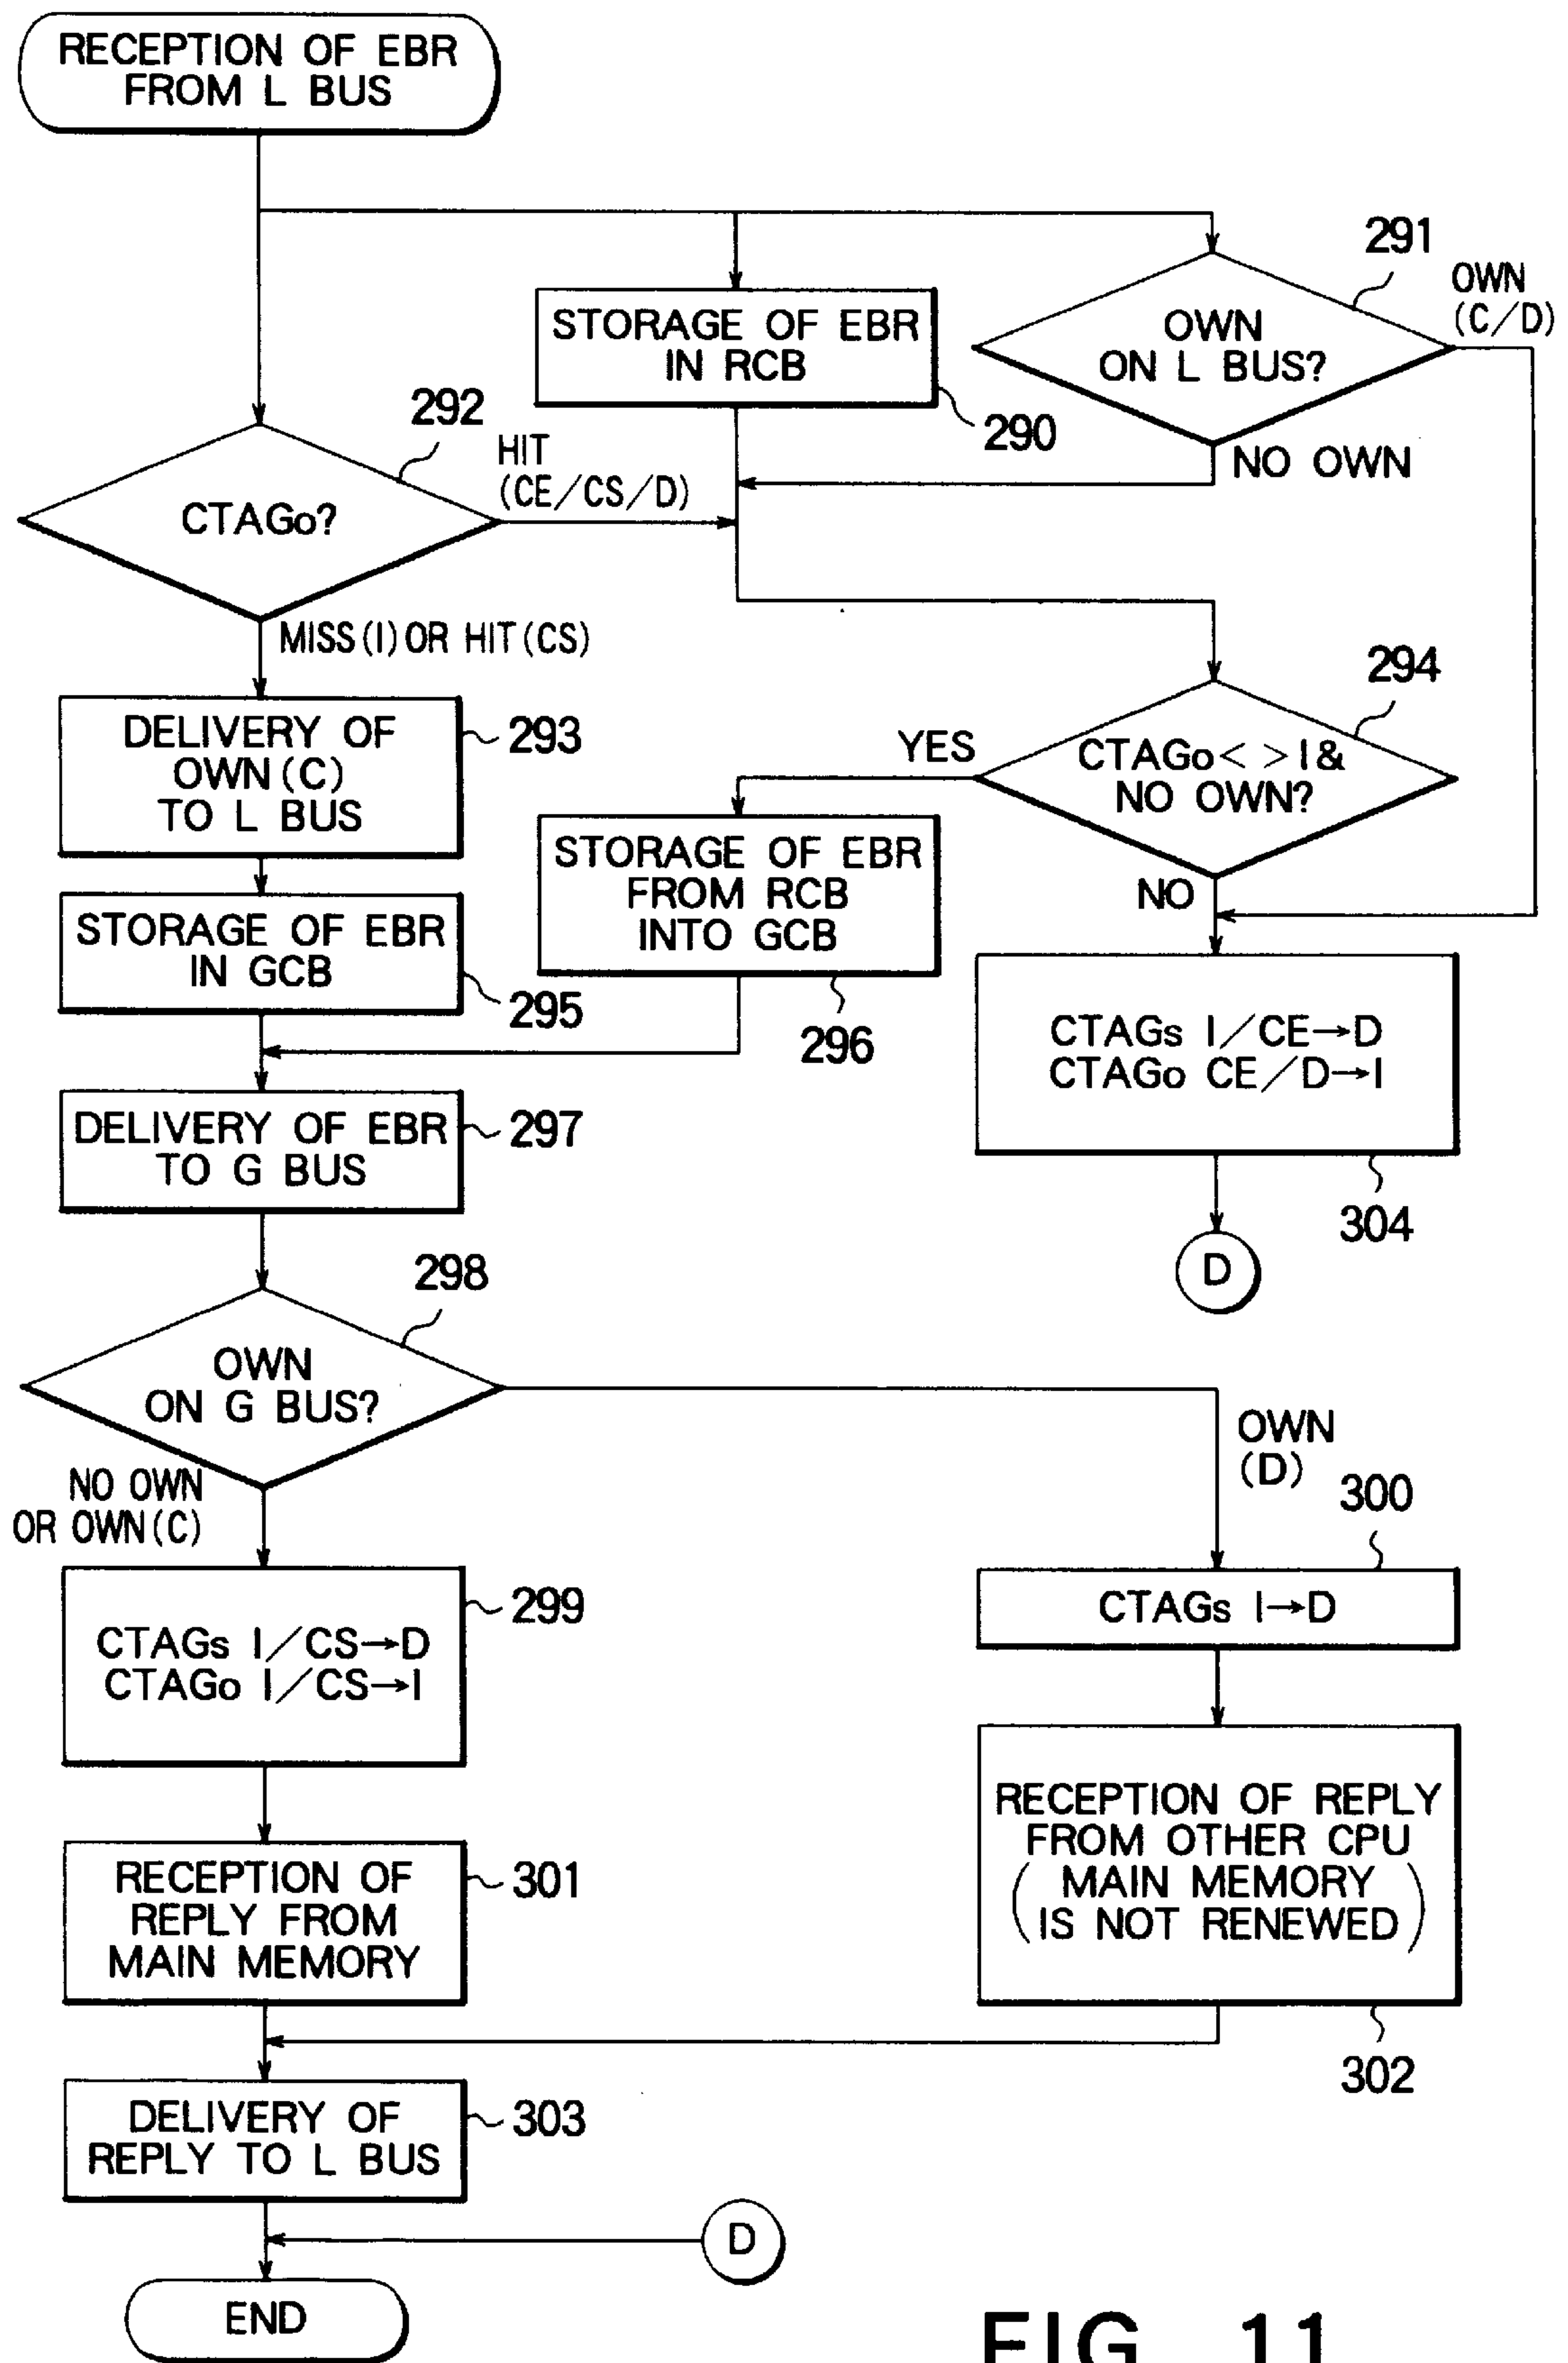 RECEPTION OF EBR
FROM L BUS
291
OWN
(C/D)
STORAGE OF EBR
IN RCB
290
OWN
ON L BUS?
NO OWN
292
HIT
(CE/CS/D)
CTAGo?
MISS(I) OR HIT(CS)
294
DELIVERY OF
OWN(C)
TO L BUS
293
YES
CTAGo< >I&
NO OWN?
NO
STORAGE OF EBR
FROM RCB
INTO GCB
296
STORAGE OF EBR
IN GCB
295
CTAGs I/CE→D
CTAGo CE/D→I
304
D
DELIVERY OF EBR
TO G BUS
297
298
OWN
ON G BUS?
NO OWN
OR OWN(C)
OWN
(D)
300
CTAGs I→D
299
CTAGs I/CS→D
CTAGo I/CS→I
RECEPTION OF REPLY
FROM OTHER CPU
(MAIN MEMORY
IS NOT RENEWED)
302
RECEPTION OF
REPLY FROM
MAIN MEMORY
301
DELIVERY OF
REPLY TO L BUS
303
D
END
FIG. 11